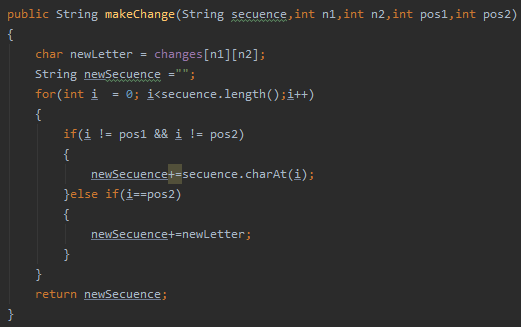 public String makeChange(String secuence,int n1,int n2,int pos1,int pos2)
{
char newLetter = changes[n1][n2];
String newSecuence ="";
for(int i  = 0; i<secuence.length();i++)
{
if(i != pos1 && i != pos2)
{
newSecuence+=secuence.charAt(i);
}else if(i==pos2)
{
newSecuence+=newLetter;
}
}
return newSecuence;
}